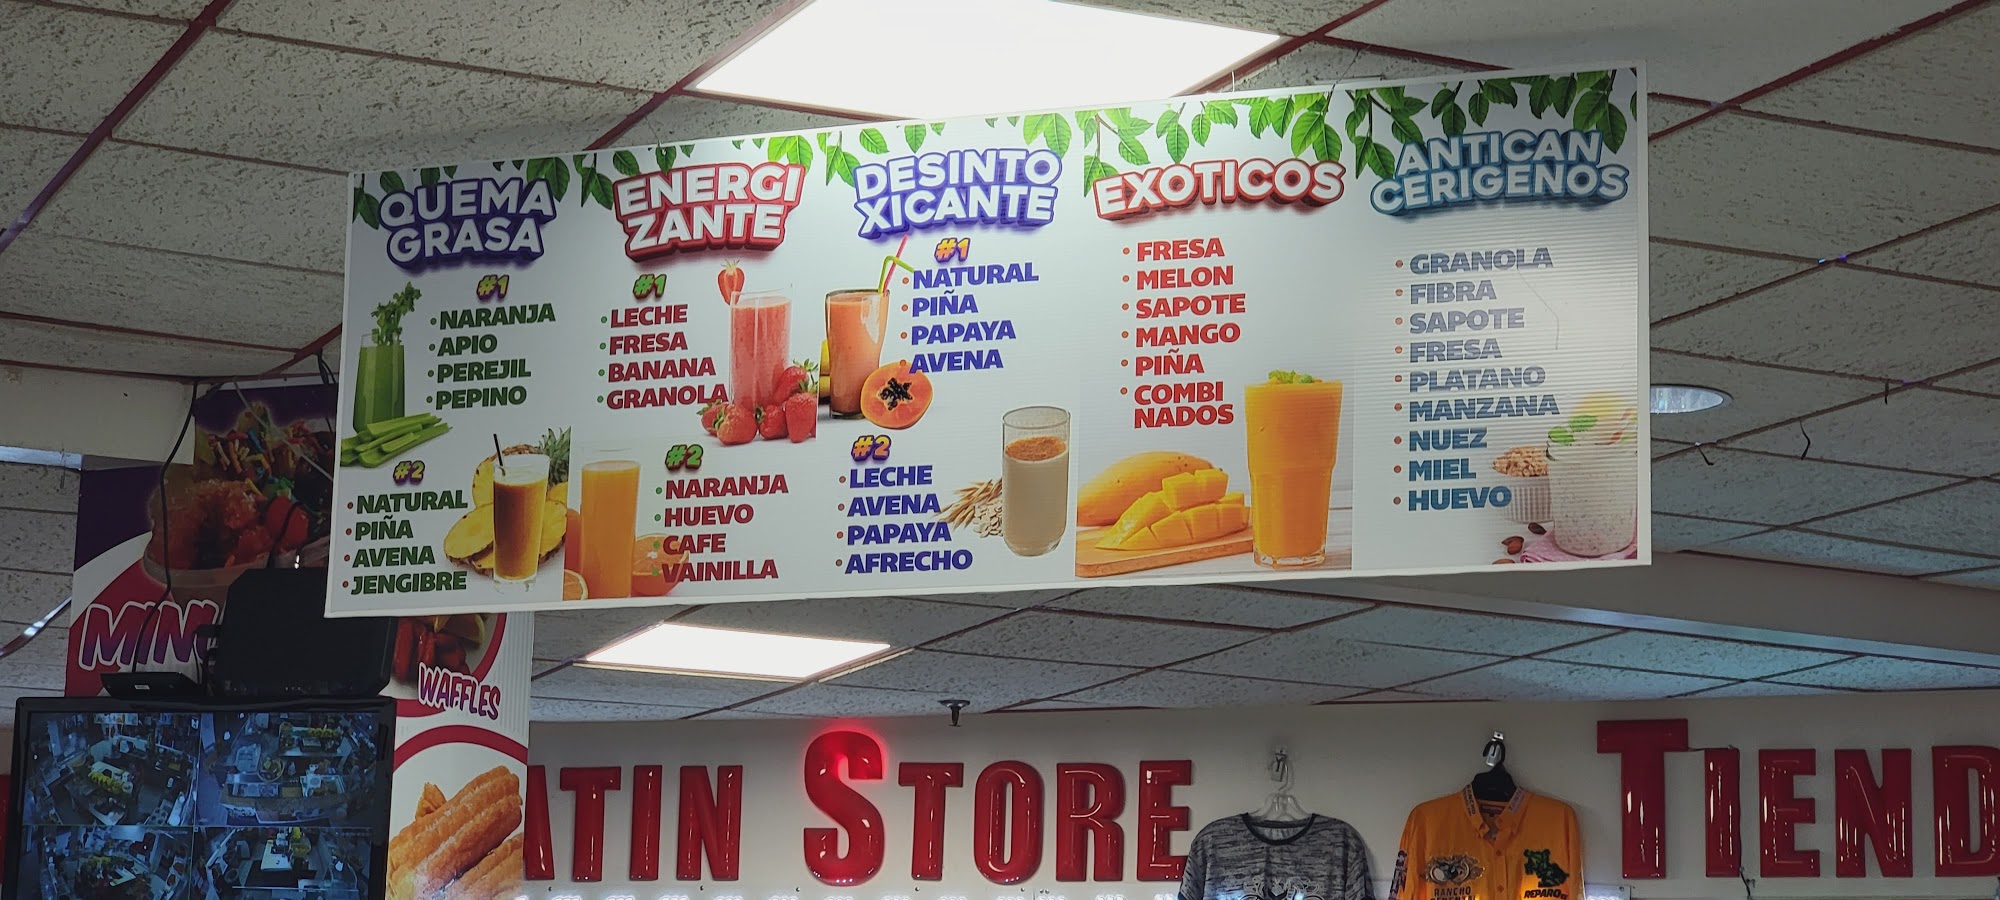 QUEMA
GRASA
#1
• NARANJA
• APIO
• PEREJIL
• PEPINO
#2
• NATURAL
• PIÑA
• AVENA
• JENGIBRE
ENERGI
ZANTE
#1
• LECHE
• FRESA
• BANANA
• GRANOLA
#2
• NARANJA
• HUEVO
• CAFE
• VAINILLA
DESINTO
XICANTE
#1
• NATURAL
• PIÑA
• PAPAYA
• AVENA
#2
• LECHE
• AVENA
• PAPAYA
• AFRECHO
EXOTICOS
• FRESA
• MELON
• SAPOTE
• MANGO
• PIÑA
• COMBI
NADOS
ANTICAN
CERIGENOS
• GRANOLA
• FIBRA
• SAPOTE
• FRESA
• PLATANO
• MANZANA
• NUEZ
• MIEL
• HUEVO
MIN
WAFFLES
ATIN STORE
TIEND
RANCHO